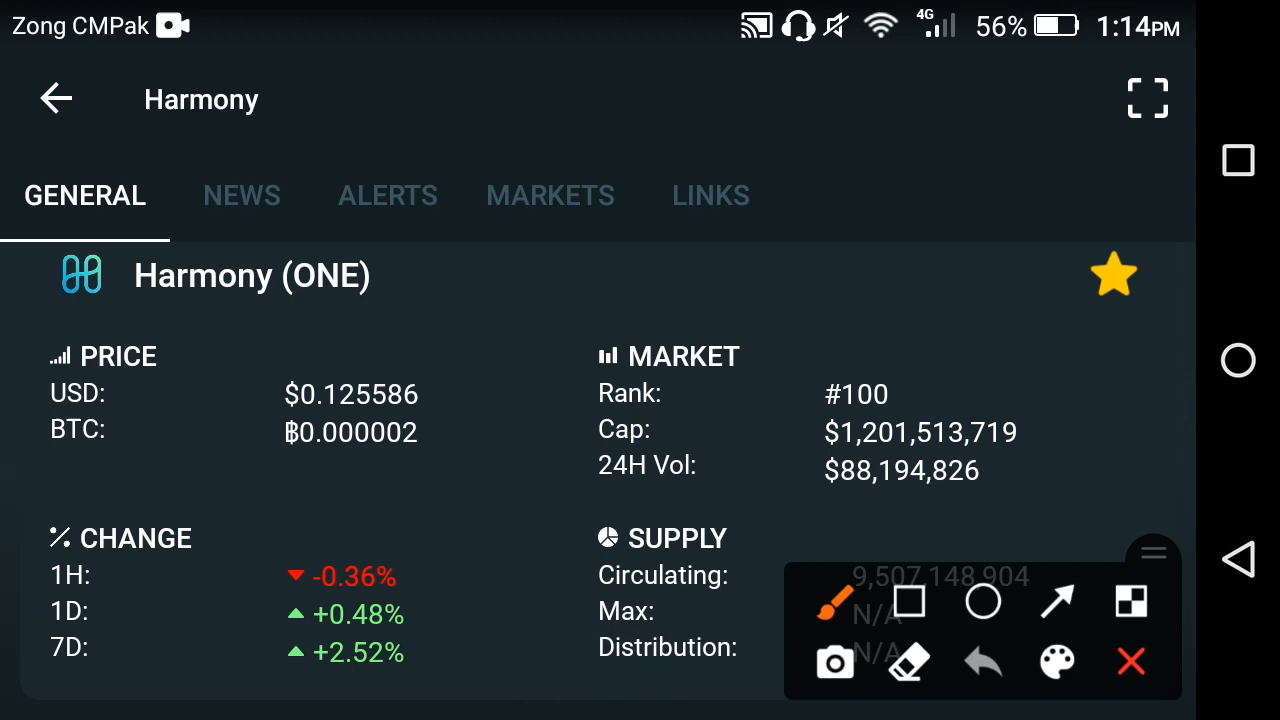 Zong CMPak 4G 56% 1:14PM
Harmony
GENERAL NEWS ALERTS MARKETS LINKS
Harmony (ONE)
PRICE
USD: $0.125586
BTC: ₿0.000002
MARKET
Rank: #100
Cap: $1,201,513,719
24H Vol: $88,194,826
CHANGE
1H: -0.36%
1D: +0.48%
7D: +2.52%
SUPPLY
Circulating: 9,507,148,904
Max: N/A
Distribution: N/A